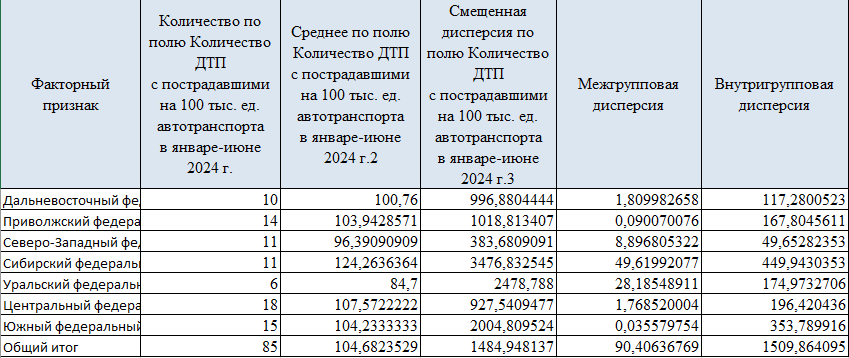 Факторный признак
Количество по полю Количество ДТП с пострадавшими на 100 тыс. ед. автотранспорта в январе-июне 2024 г.
Среднее по полю Количество ДТП с пострадавшими на 100 тыс. ед. автотранспорта в январе-июне 2024 г.2
Смещенная дисперсия по полю Количество ДТП с пострадавшими на 100 тыс. ед. автотранспорта в январе-июне 2024 г.3
Межгрупповая дисперсия
Внутригрупповая дисперсия
Дальневосточный фед 10 100,76 996,8804444 1,809982658 117,2800523
Приволжский федера 14 103,9428571 1018,813407 0,090070076 167,8045611
Северо-Западный фед 11 96,39090909 383,6809091 8,896805322 49,65282353
Сибирский федераль 11 124,2636364 3476,832545 49,61992077 449,9430353
Уральский федеральн 6 84,7 2478,788 28,18548911 174,9732706
Центральный федера 18 107,5722222 927,5409477 1,768520004 196,420436
Южный федеральный 15 104,2333333 2004,809524 0,035579754 353,789916
Общий итог 85 104,6823529 1484,948137 90,40636769 1509,864095